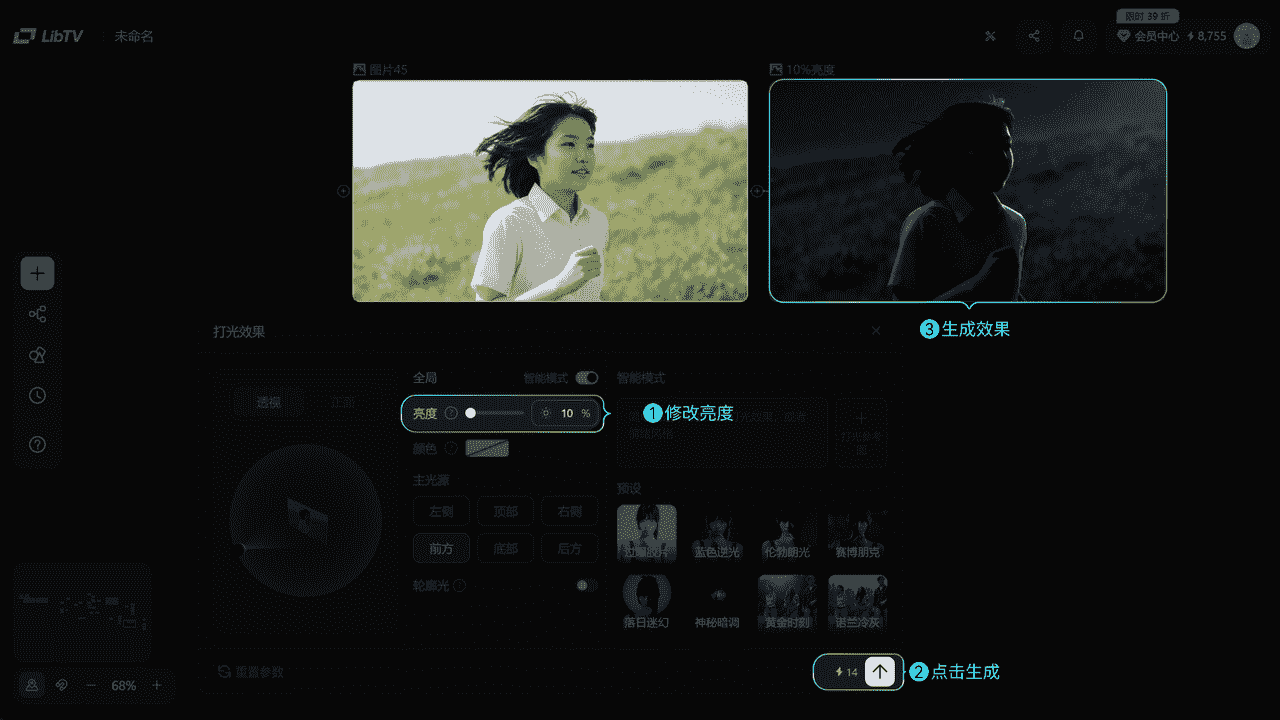 LibTV
未命名
限时 39 折
会员中心
8,755
图片45
10%亮度
③生成效果
打光效果
全局
智能模式
智能模式
透视
正面
亮度
10 %
①修改亮度
颜色
主光源
左侧
顶部
右侧
前方
底部
后方
轮廓光
预设
蓝色逆光
伦勃朗光
赛博朋克
落日迷幻
神秘暗调
黄金时刻
诺兰冷灰
重置参数
14
②点击生成
68%